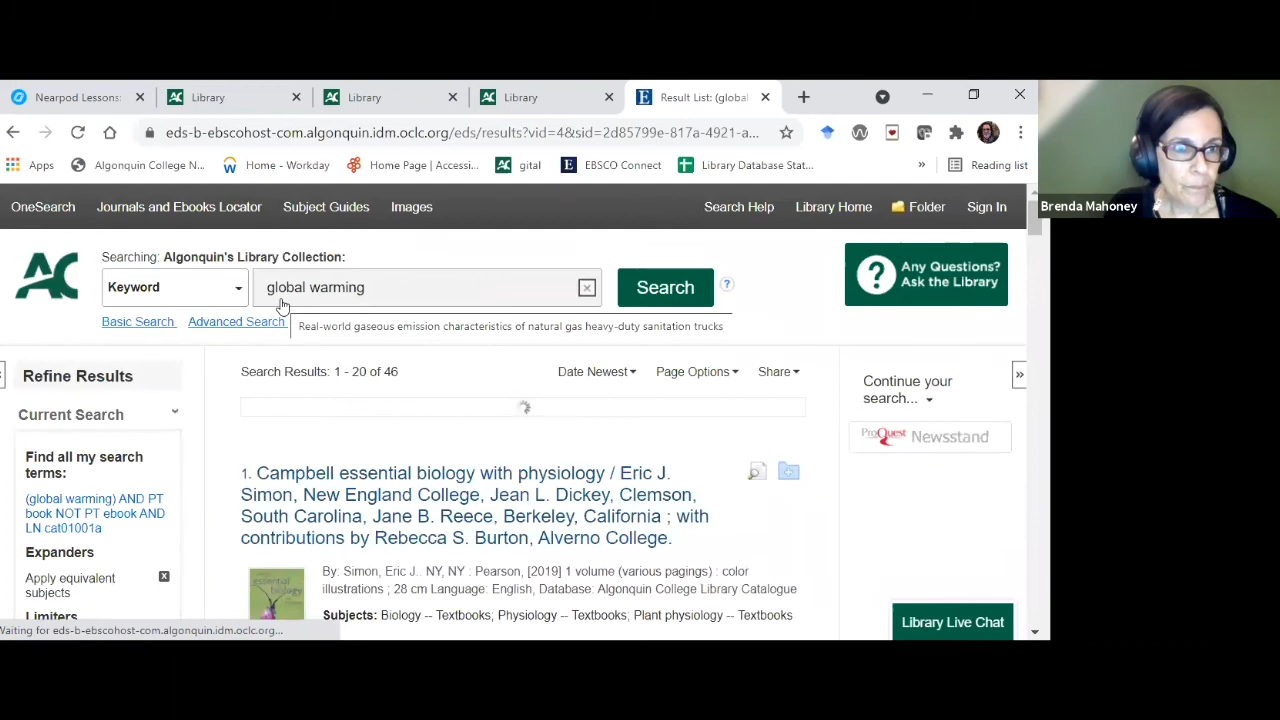 Nearpod Lessons:
Library
Library
Library
Result List: (global
eds-b-ebscohost-com.algonquin.idm.oclc.org/eds/results?vid=4&sid=2d85799e-817a-4921-a...
Apps
Algonquin College N...
Home - Workday
Home Page | Accessi...
gital
EBSCO Connect
Library Database Stat...
»
Reading list
OneSearch
Journals and Ebooks Locator
Subject Guides
Images
Search Help
Library Home
Folder
Sign In
AC
Searching: Algonquin's Library Collection:
Keyword
global warming
Search
?
Any Questions?
Ask the Library
Basic Search
Advanced Search
Real-world gaseous emission characteristics of natural gas heavy-duty sanitation trucks
Brenda Mahoney
Refine Results
Current Search
Find all my search
terms:
(global warming) AND PT
book NOT PT ebook AND
LN cat01001a
Expanders
Apply equivalent
subjects
Limiters
Search Results: 1 - 20 of 46
Date Newest
Page Options
Share
1. Campbell essential biology with physiology / Eric J.
Simon, New England College, Jean L. Dickey, Clemson,
South Carolina, Jane B. Reece, Berkeley, California ; with
contributions by Rebecca S. Burton, Alverno College.
By: Simon, Eric J.. NY, NY : Pearson, [2019] 1 volume (various pagings) : color
illustrations ; 28 cm Language: English, Database: Algonquin College Library Catalogue
Subjects: Biology -- Textbooks; Physiology -- Textbooks; Plant physiology -- Textbooks
Continue your
search...
»
ProQuest Newsstand
Library Live Chat
Waiting for eds-b-ebscohost-com.algonquin.idm.oclc.org...